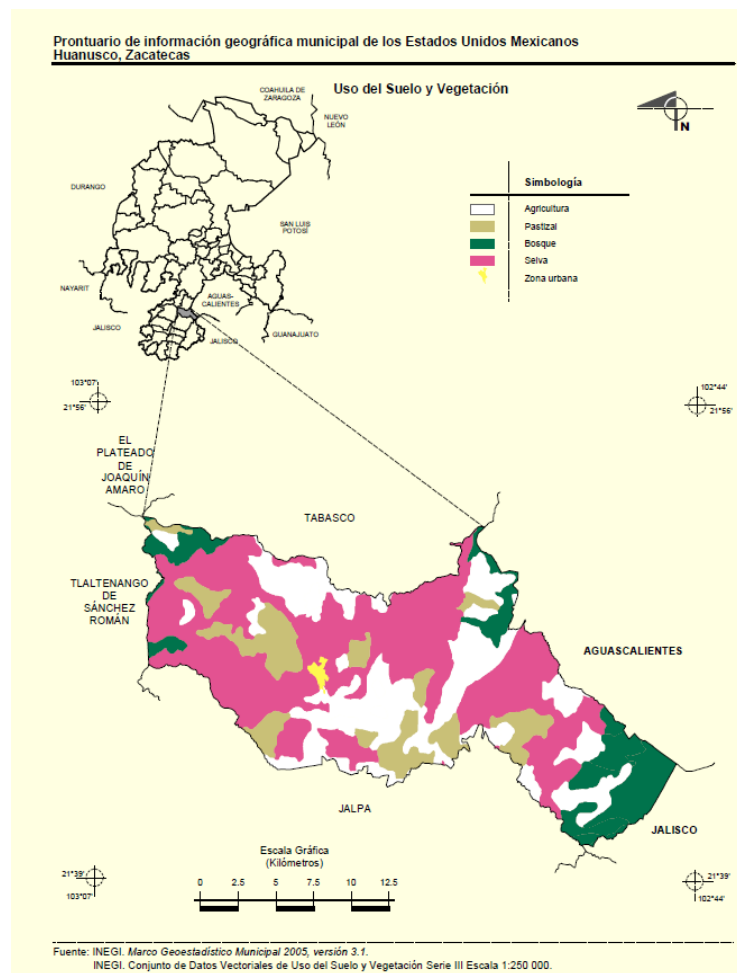 Prontuario de información geográfica municipal de los Estados Unidos Mexicanos
Huanusco, Zacatecas
Uso del Suelo y Vegetación
COAHUILA DE
ZARAGOZA
NUEVO
LEÓN
N
DURANGO
SAN LUIS
POTOSÍ
NAYARIT
AGUAS-
CALIENTES
JALISCO
JALISCO
GUANAJUATO
Simbología
Agricultura
Pastizal
Bosque
Selva
Zona urbana
103°07'
21°56'
102°44'
21°56'
EL
PLATEADO
DE
JOAQUÍN
AMARO
TABASCO
TLALTENANGO
DE
SÁNCHEZ
ROMÁN
AGUASCALIENTES
JALPA
JALISCO
Escala Gráfica
(Kilómetros)
0 2.5 5 7.5 10 12.5
21°39'
103°07'
21°39'
102°44'
Fuente: INEGI. Marco Geoestadístico Municipal 2005, versión 3.1.
INEGI. Conjunto de Datos Vectoriales de Uso del Suelo y Vegetación Serie III Escala 1:250 000.